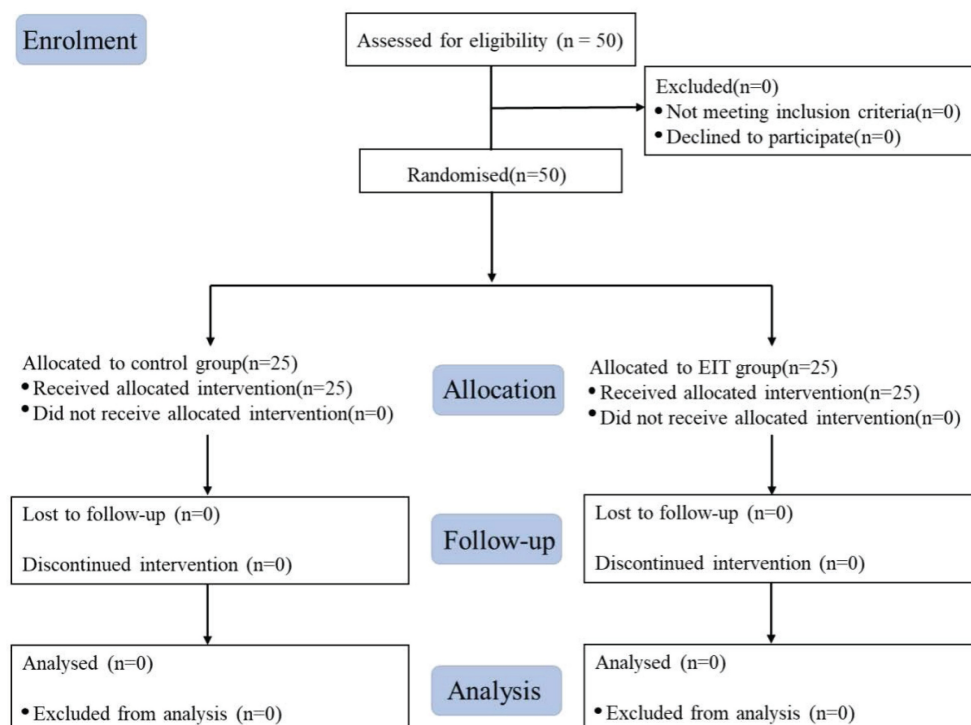 Enrolment
Assessed for eligibility (n = 50)
Excluded(n=0)
• Not meeting inclusion criteria(n=0)
• Declined to participate(n=0)
Randomised(n=50)
Allocated to control group(n=25)
• Received allocated intervention(n=25)
• Did not receive allocated intervention(n=0)
Allocation
Allocated to EIT group(n=25)
• Received allocated intervention(n=25)
• Did not receive allocated intervention(n=0)
Lost to follow-up (n=0)
Discontinued intervention (n=0)
Follow-up
Lost to follow-up (n=0)
Discontinued intervention (n=0)
Analysed (n=0)
• Excluded from analysis (n=0)
Analysis
Analysed (n=0)
• Excluded from analysis (n=0)